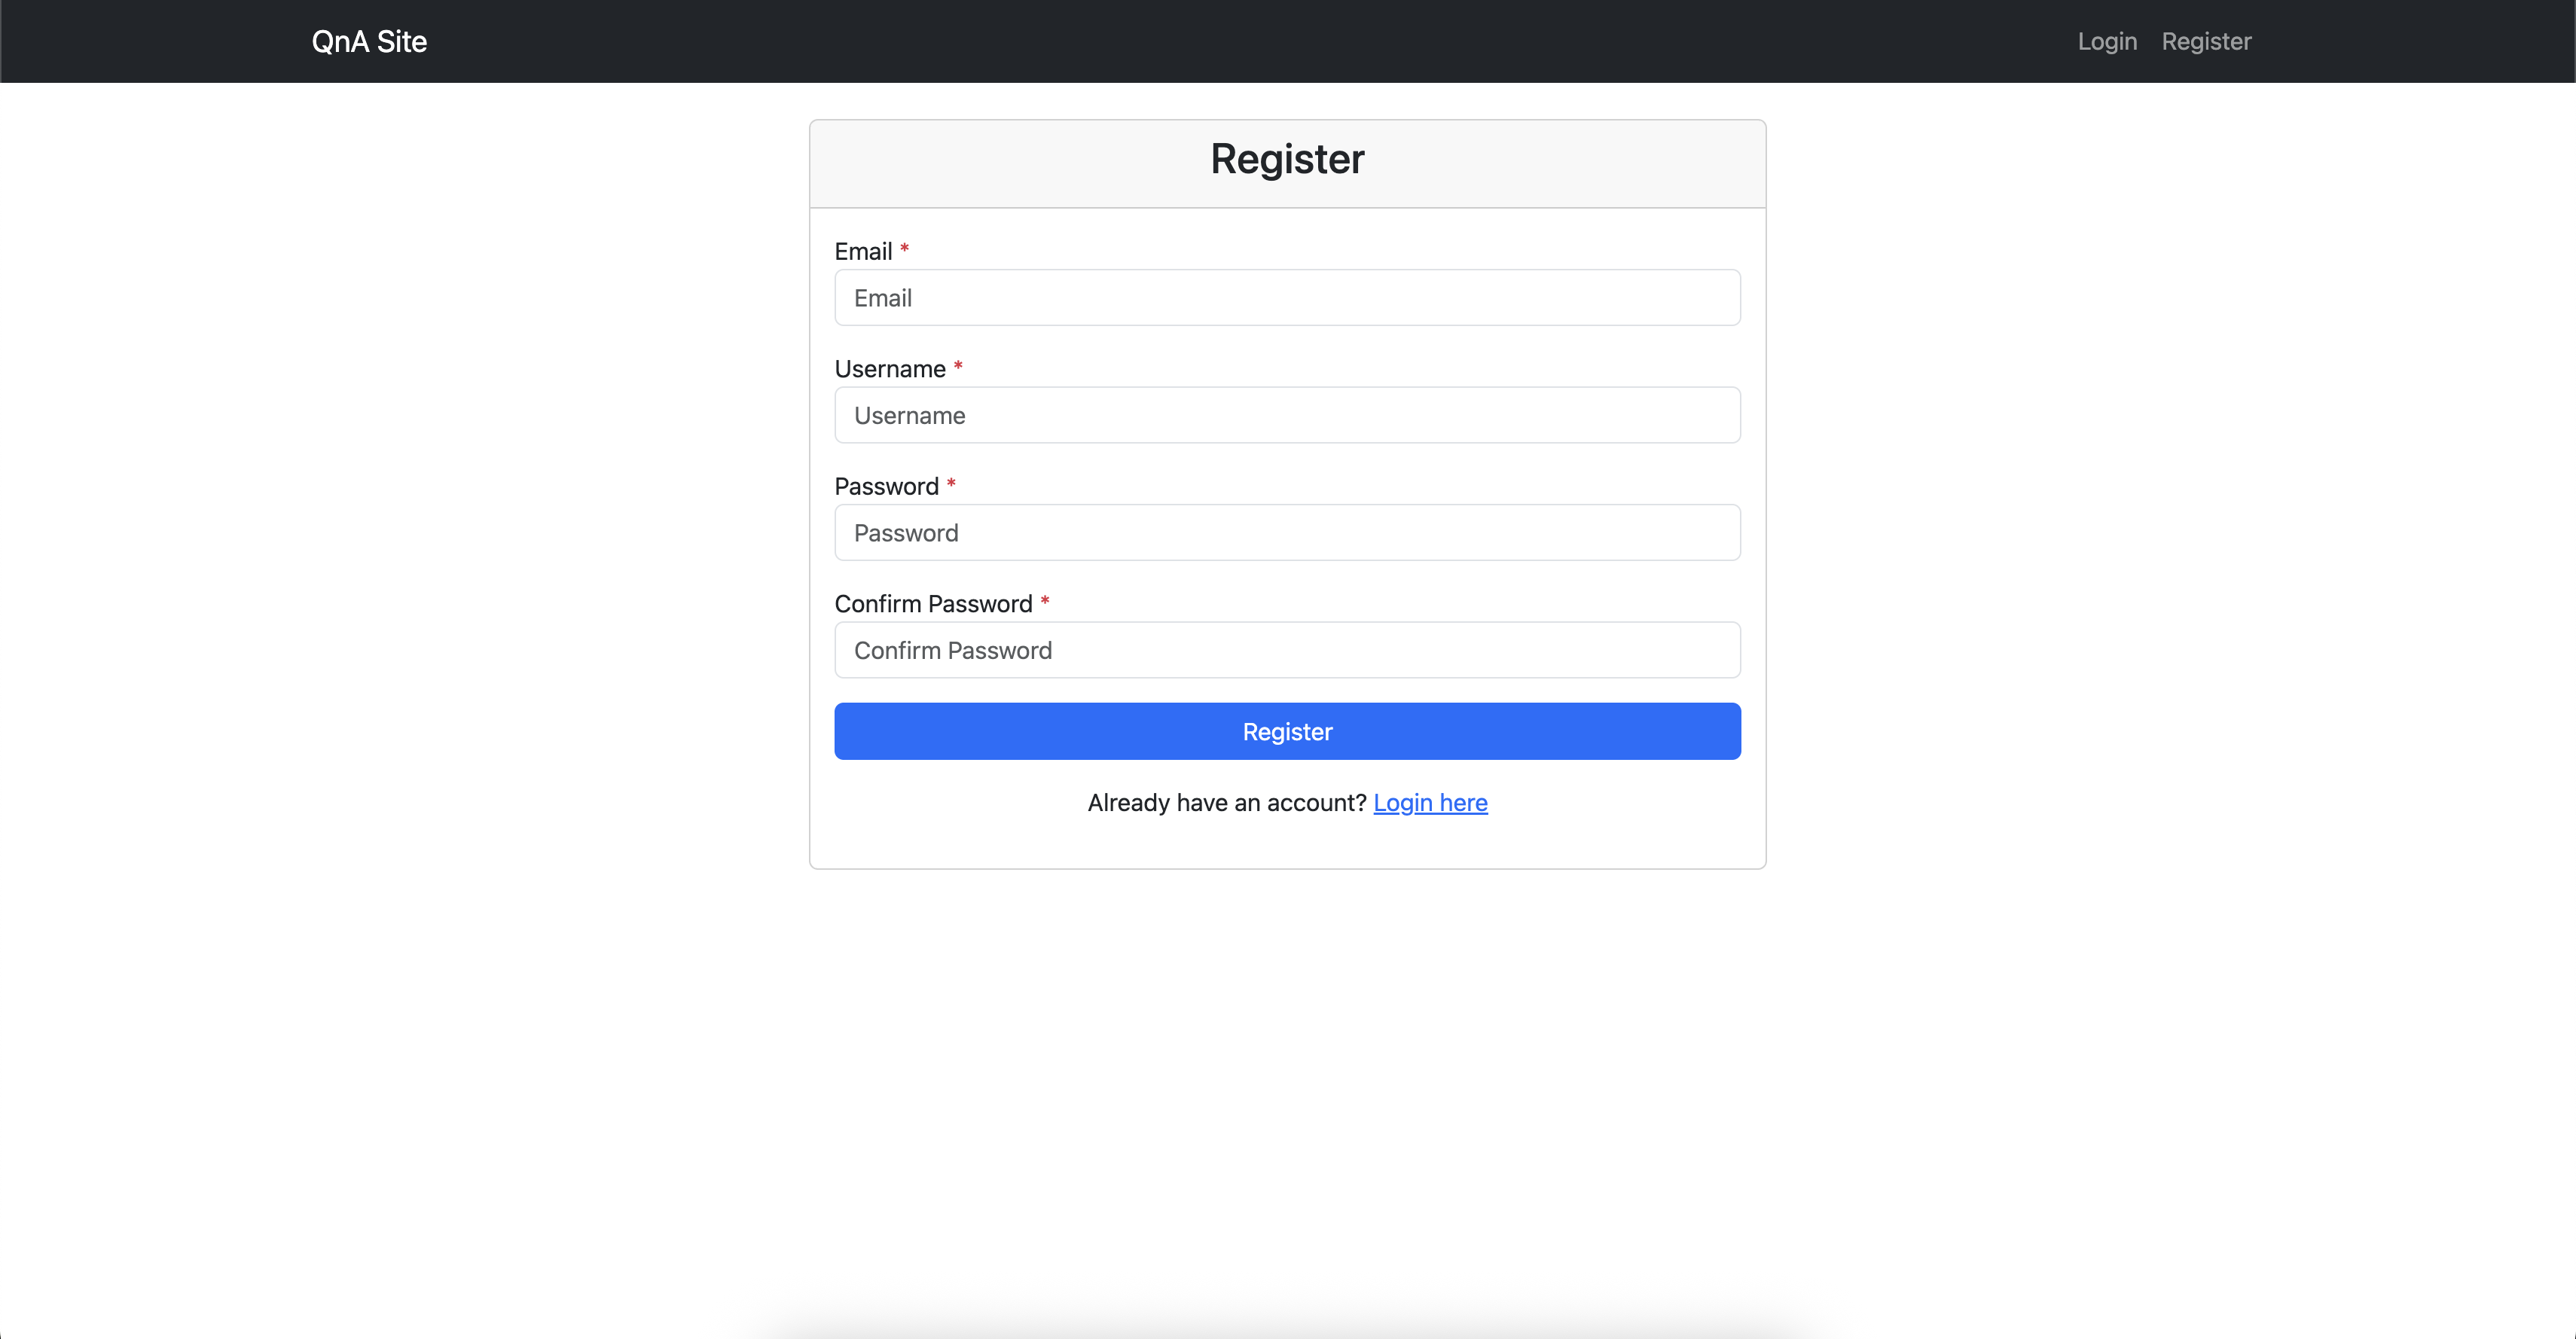 QnA Site Login Register
Register
Email *
Email
Username *
Username
Password *
Password
Confirm Password *
Confirm Password
Register
Already have an account? Login here